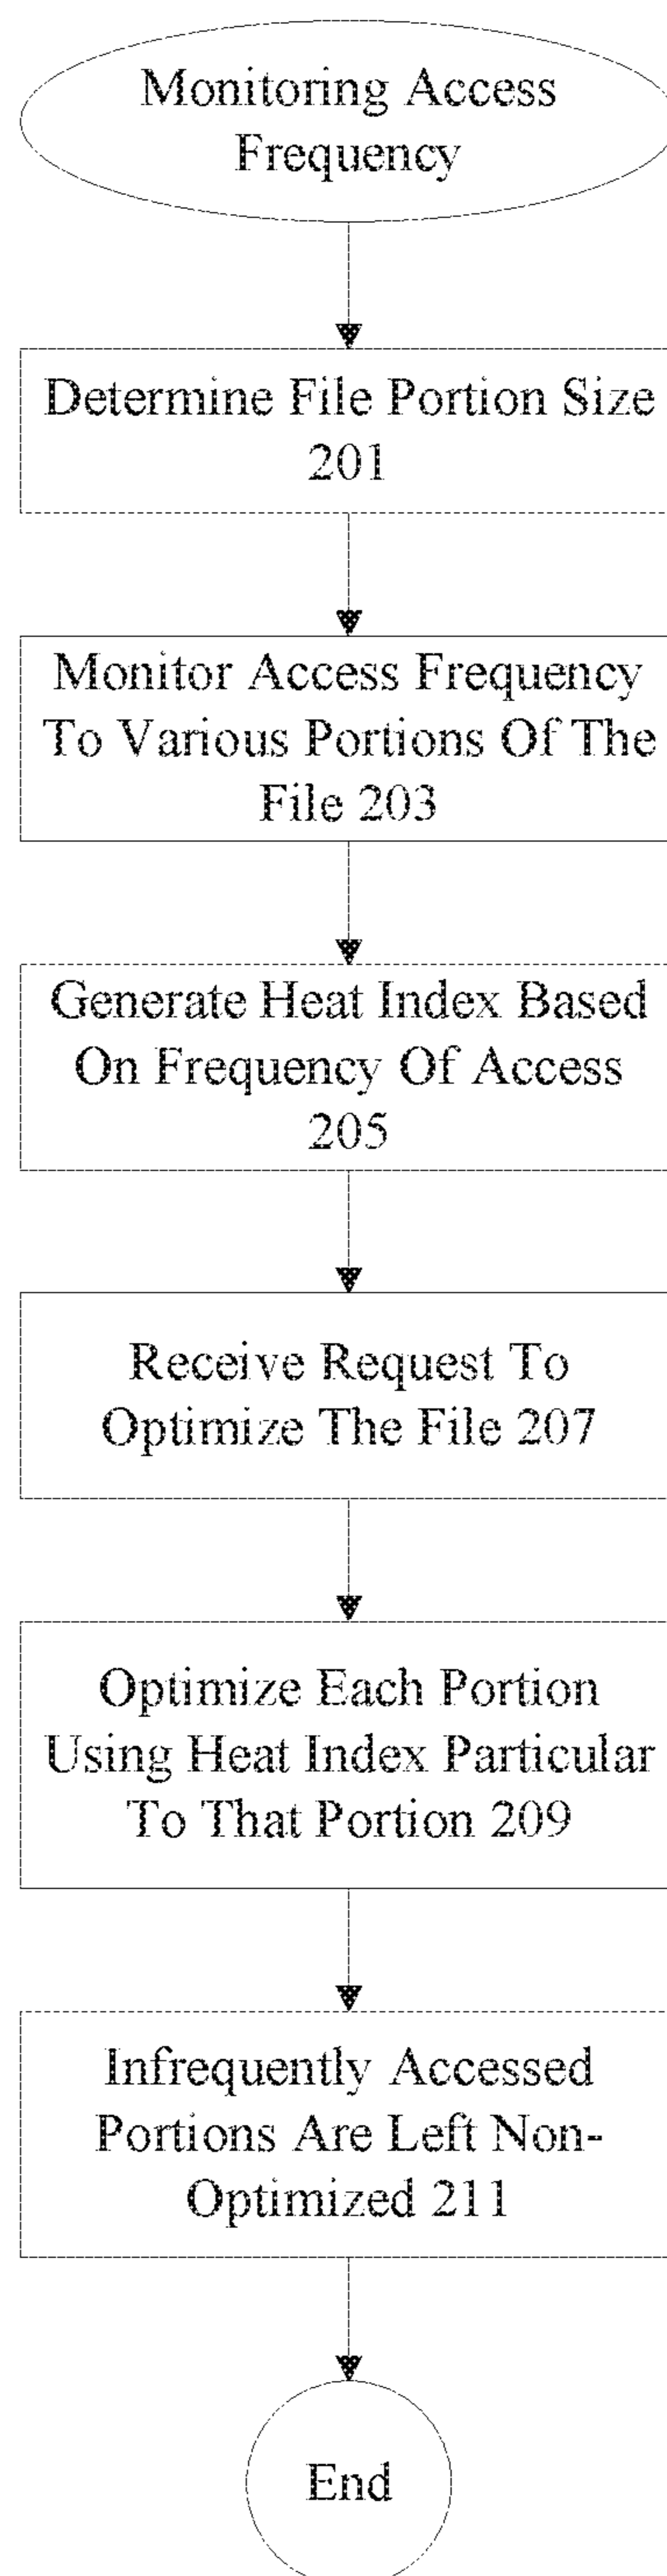 Monitoring Access
Frequency
Determine File Portion Size
201
Monitor Access Frequency
To Various Portions Of The
File 203
Generate Heat Index Based
On Frequency Of Access
205
Receive Request To
Optimize The File 207
Optimize Each Portion
Using Heat Index Particular
To That Portion 209
Infrequently Accessed
Portions Are Left Non-
Optimized 211
End